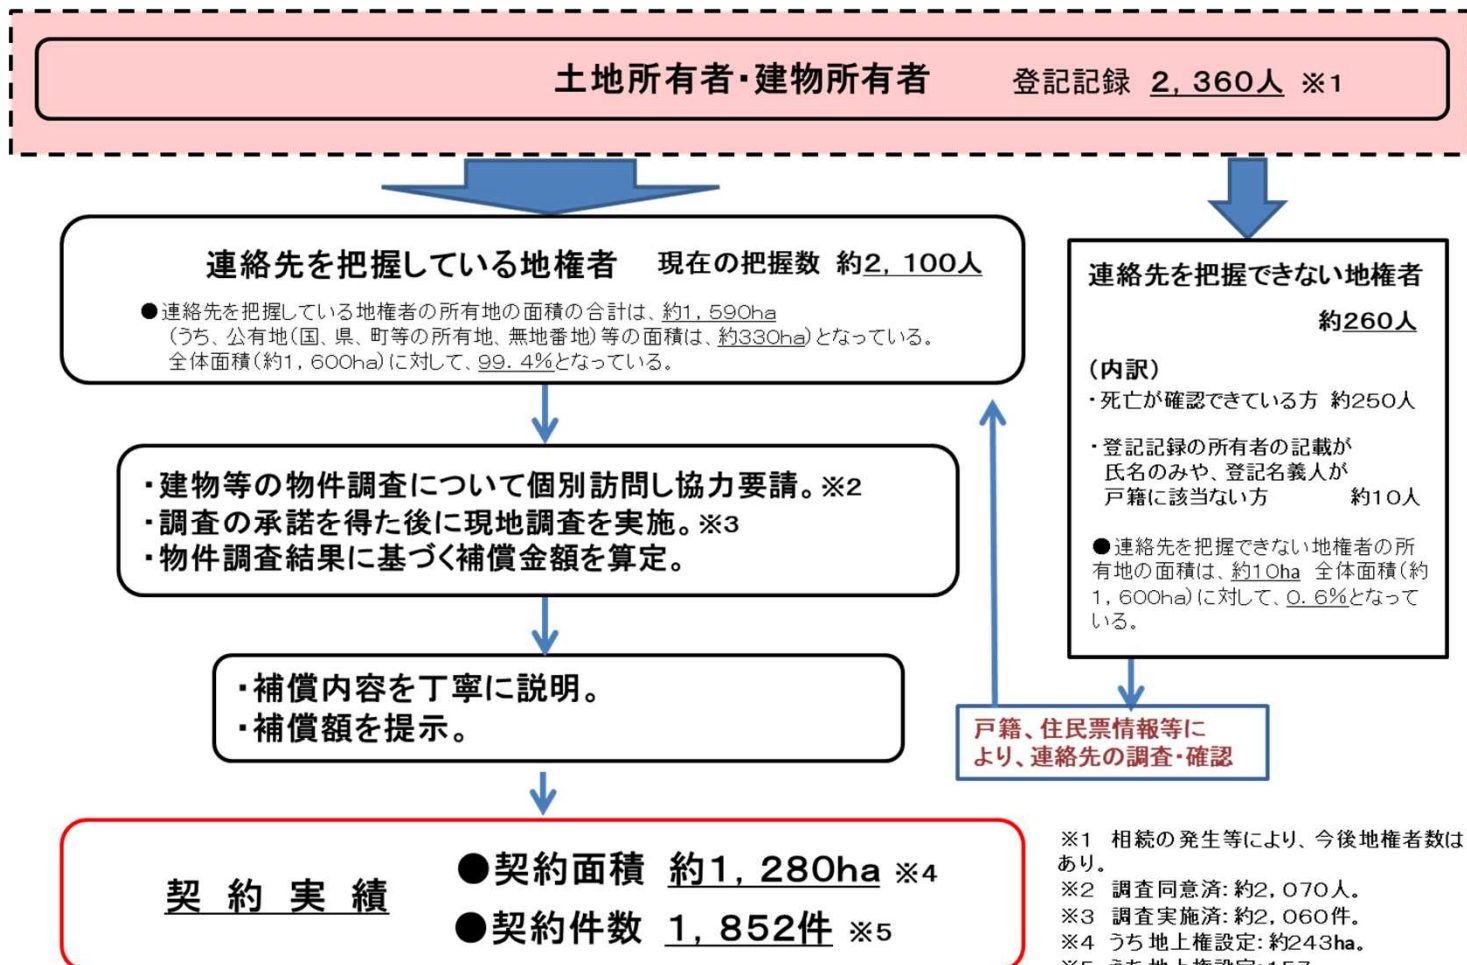 土地所有者・建物所有者　登記記録 2,360人 ※1
連絡先を把握している地権者　現在の把握数 約2,100人
●連絡先を把握している地権者の所有地の面積の合計は、約1,590ha
(うち、公有地(国、県、町等の所有地、無地番地)等の面積は、約330ha)となっている。
全体面積(約1,600ha)に対して、99.4%となっている。
・建物等の物件調査について個別訪問し協力要請。※2
・調査の承諾を得た後に現地調査を実施。※3
・物件調査結果に基づく補償金額を算定。
・補償内容を丁寧に説明。
・補償額を提示。
契約実績
●契約面積 約1,280ha ※4
●契約件数 1,852件 ※5
連絡先を把握できない地権者
約260人
(内訳)
・死亡が確認できている方 約250人
・登記記録の所有者の記載が
氏名のみや、登記名義人が
戸籍に該当ない方　約10人
●連絡先を把握できない地権者の所
有地の面積は、約10ha 全体面積(約
1,600ha)に対して、0.6%となって
いる。
戸籍、住民票情報等に
より、連絡先の調査・確認
※1 相続の発生等により、今後地権者数は
あり。
※2 調査同意済:約2,070人。
※3 調査実施済:約2,060件。
※4 うち地上権設定:約243ha。
※5 うち地上権設定:157